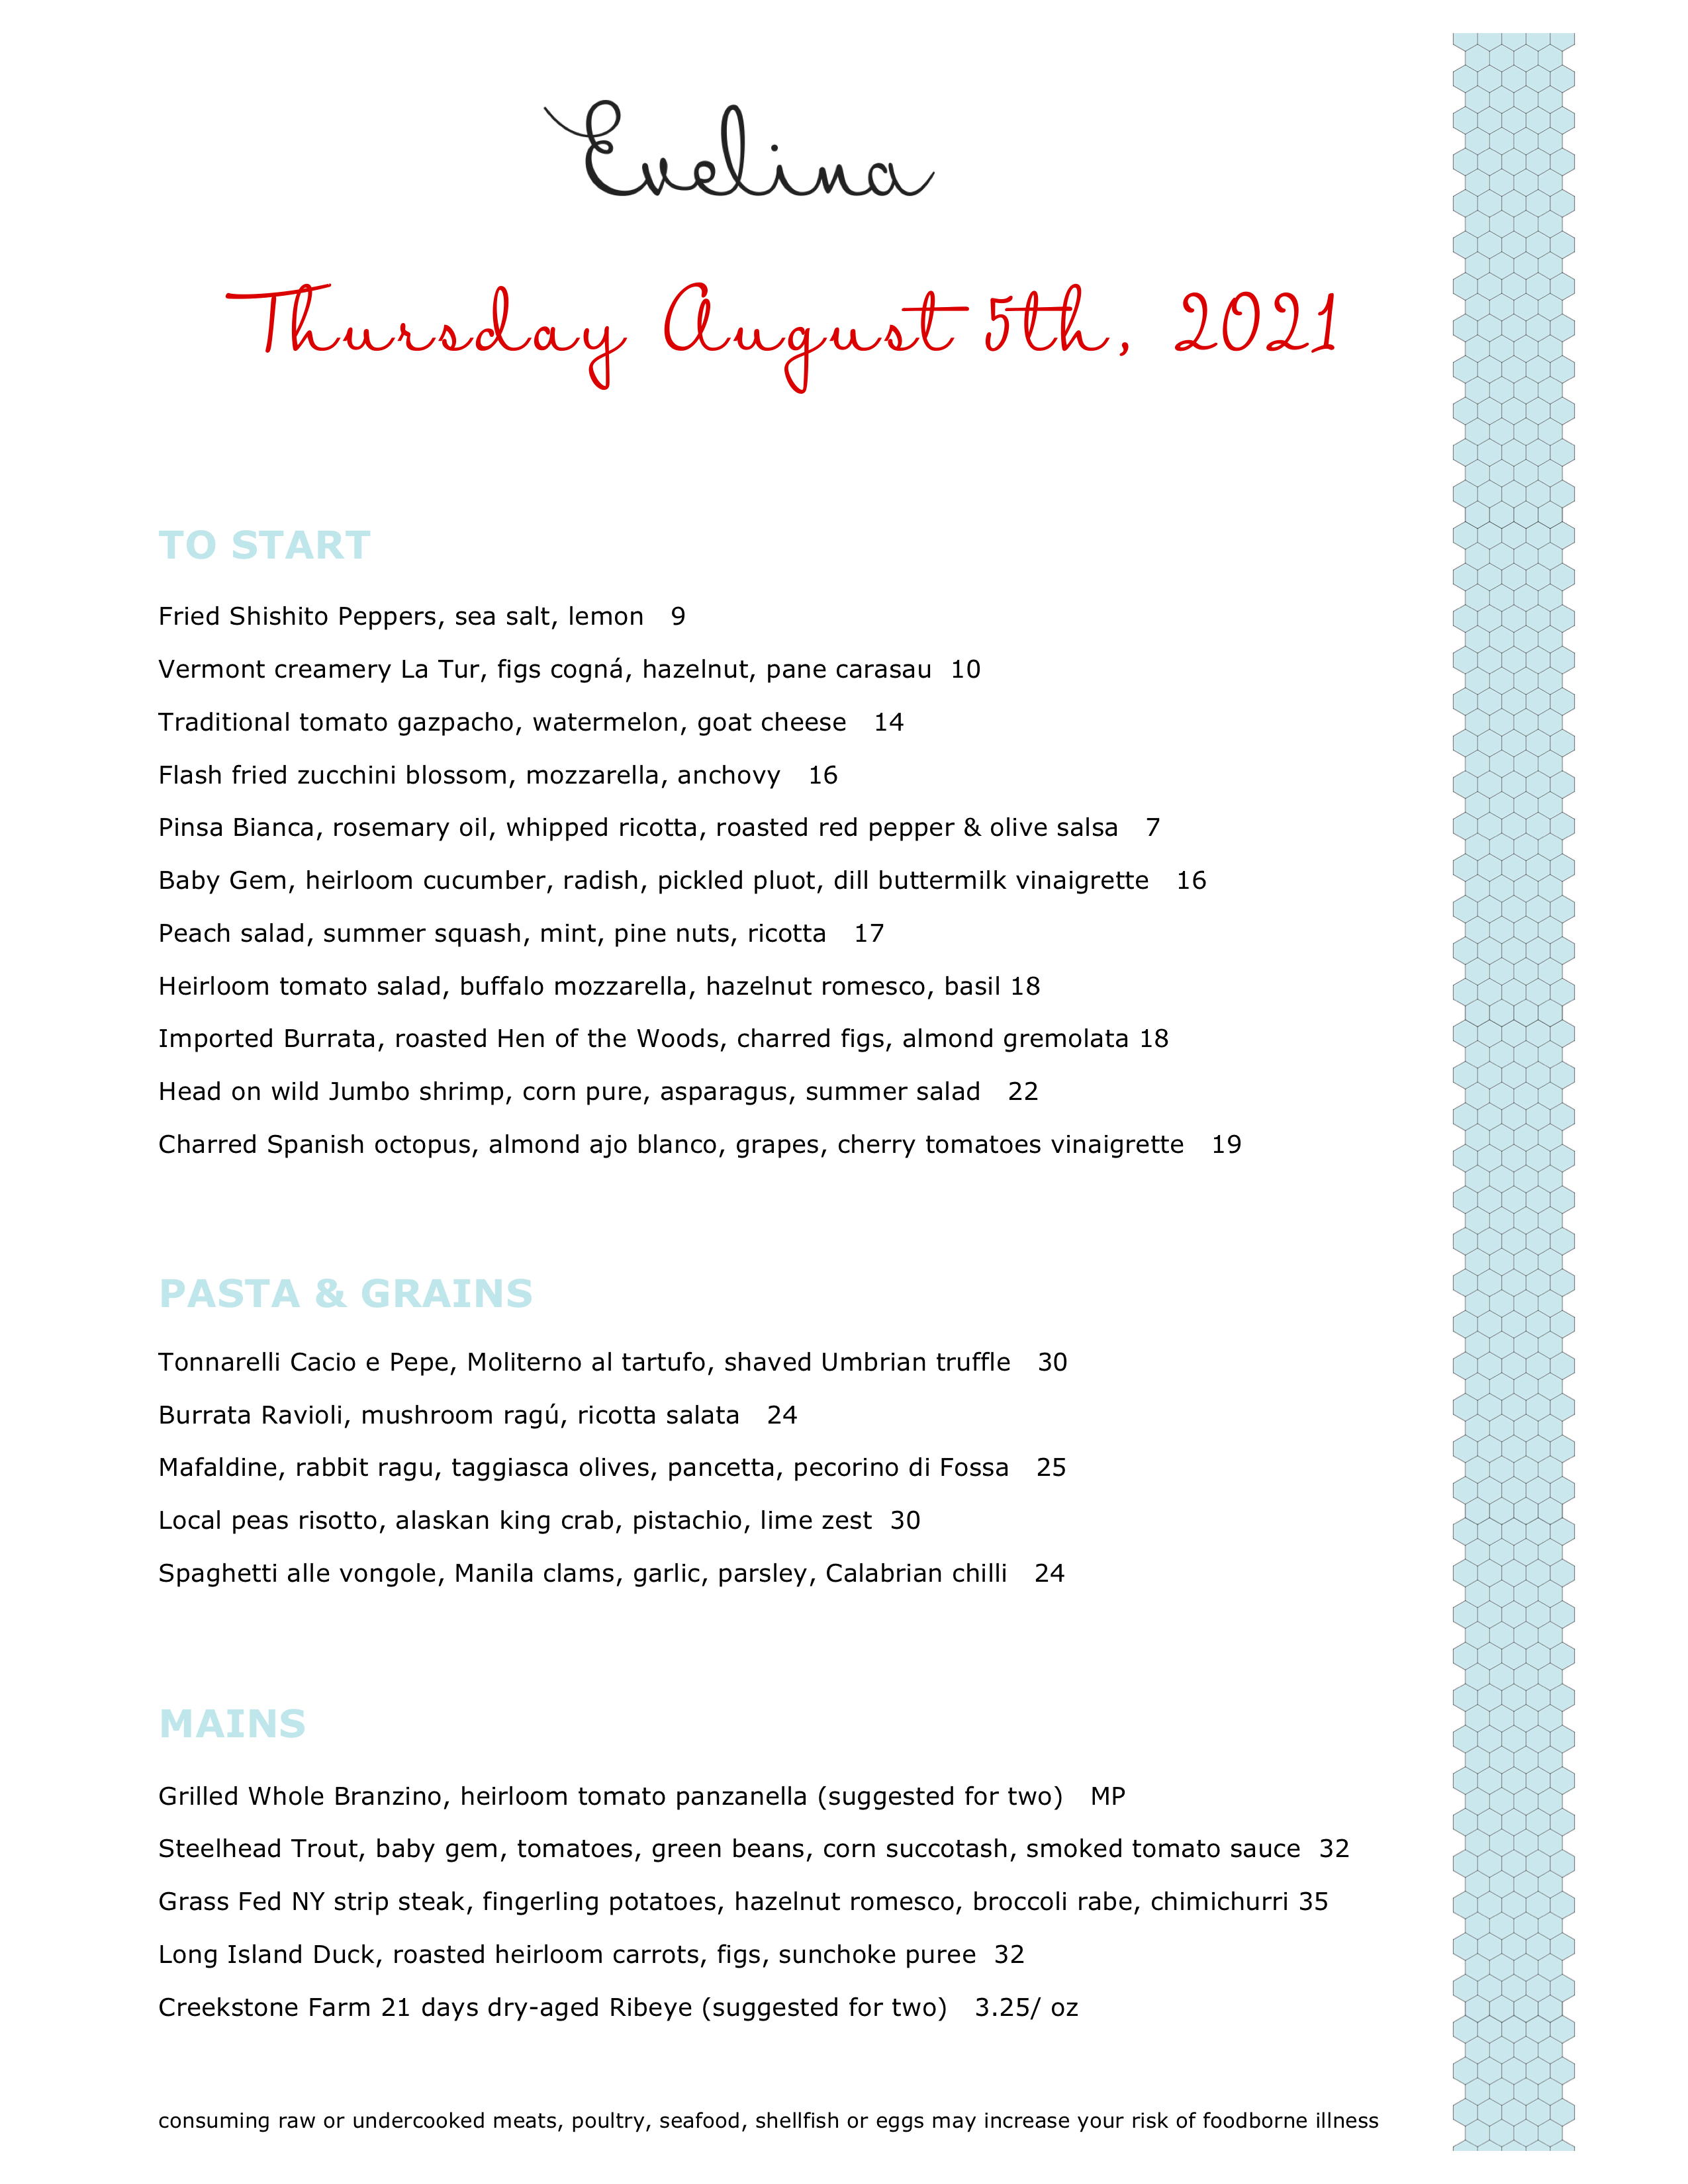 Evelina
Thursday August 5th, 2021
TO START
Fried Shishito Peppers, sea salt, lemon 9
Vermont creamery La Tur, figs cogná, hazelnut, pane carasau 10
Traditional tomato gazpacho, watermelon, goat cheese 14
Flash fried zucchini blossom, mozzarella, anchovy 16
Pinsa Bianca, rosemary oil, whipped ricotta, roasted red pepper & olive salsa 7
Baby Gem, heirloom cucumber, radish, pickled pluot, dill buttermilk vinaigrette 16
Peach salad, summer squash, mint, pine nuts, ricotta 17
Heirloom tomato salad, buffalo mozzarella, hazelnut romesco, basil 18
Imported Burrata, roasted Hen of the Woods, charred figs, almond gremolata 18
Head on wild Jumbo shrimp, corn pure, asparagus, summer salad 22
Charred Spanish octopus, almond ajo blanco, grapes, cherry tomatoes vinaigrette 19
PASTA & GRAINS
Tonnarelli Cacio e Pepe, Moliterno al tartufo, shaved Umbrian truffle 30
Burrata Ravioli, mushroom ragú, ricotta salata 24
Mafaldine, rabbit ragu, taggiasca olives, pancetta, pecorino di Fossa 25
Local peas risotto, alaskan king crab, pistachio, lime zest 30
Spaghetti alle vongole, Manila clams, garlic, parsley, Calabrian chilli 24
MAINS
Grilled Whole Branzino, heirloom tomato panzanella (suggested for two) MP
Steelhead Trout, baby gem, tomatoes, green beans, corn succotash, smoked tomato sauce 32
Grass Fed NY strip steak, fingerling potatoes, hazelnut romesco, broccoli rabe, chimichurri 35
Long Island Duck, roasted heirloom carrots, figs, sunchoke puree 32
Creekstone Farm 21 days dry-aged Ribeye (suggested for two) 3.25/ oz
consuming raw or undercooked meats, poultry, seafood, shellfish or eggs may increase your risk of foodborne illness